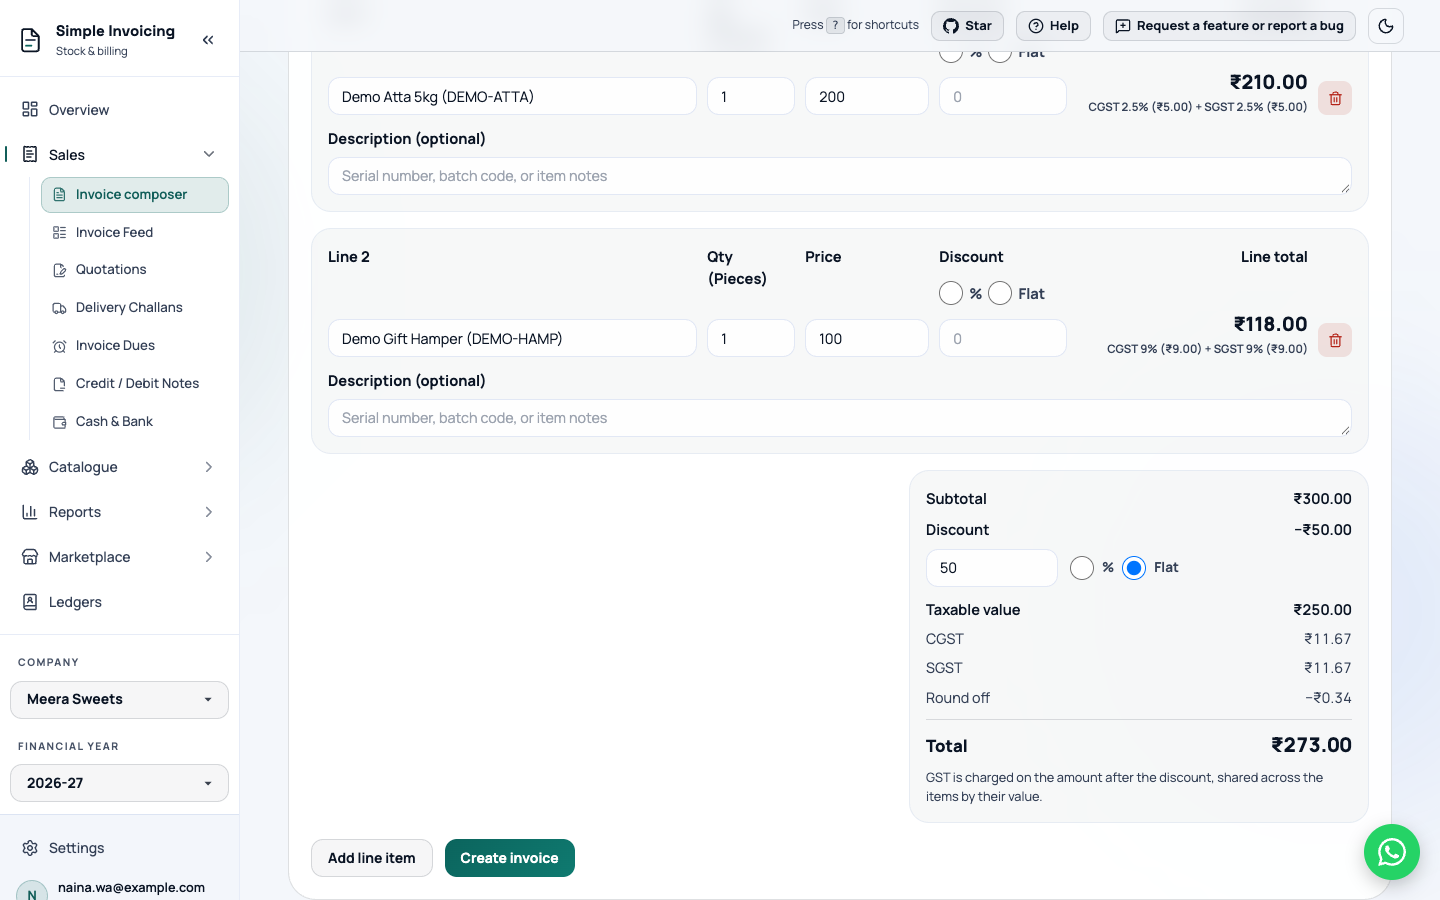 Simple Invoicing
Stock & billing
Press ? for shortcuts
Star
Help
Request a feature or report a bug
Overview
Sales
Invoice composer
Invoice Feed
Quotations
Delivery Challans
Invoice Dues
Credit / Debit Notes
Cash & Bank
Catalogue
Reports
Marketplace
Ledgers
COMPANY
Meera Sweets
FINANCIAL YEAR
2026-27
Settings
N
naina.wa@example.com
% Flat
Demo Atta 5kg (DEMO-ATTA) 1 200 0 ₹210.00
CGST 2.5% (₹5.00) + SGST 2.5% (₹5.00)
Description (optional)
Serial number, batch code, or item notes
Line 2 Qty (Pieces) Price Discount Line total
% Flat
Demo Gift Hamper (DEMO-HAMP) 1 100 0 ₹118.00
CGST 9% (₹9.00) + SGST 9% (₹9.00)
Description (optional)
Serial number, batch code, or item notes
Subtotal ₹300.00
Discount −₹50.00
50 % Flat
Taxable value ₹250.00
CGST ₹11.67
SGST ₹11.67
Round off −₹0.34
Total ₹273.00
GST is charged on the amount after the discount, shared across the
items by their value.
Add line item
Create invoice